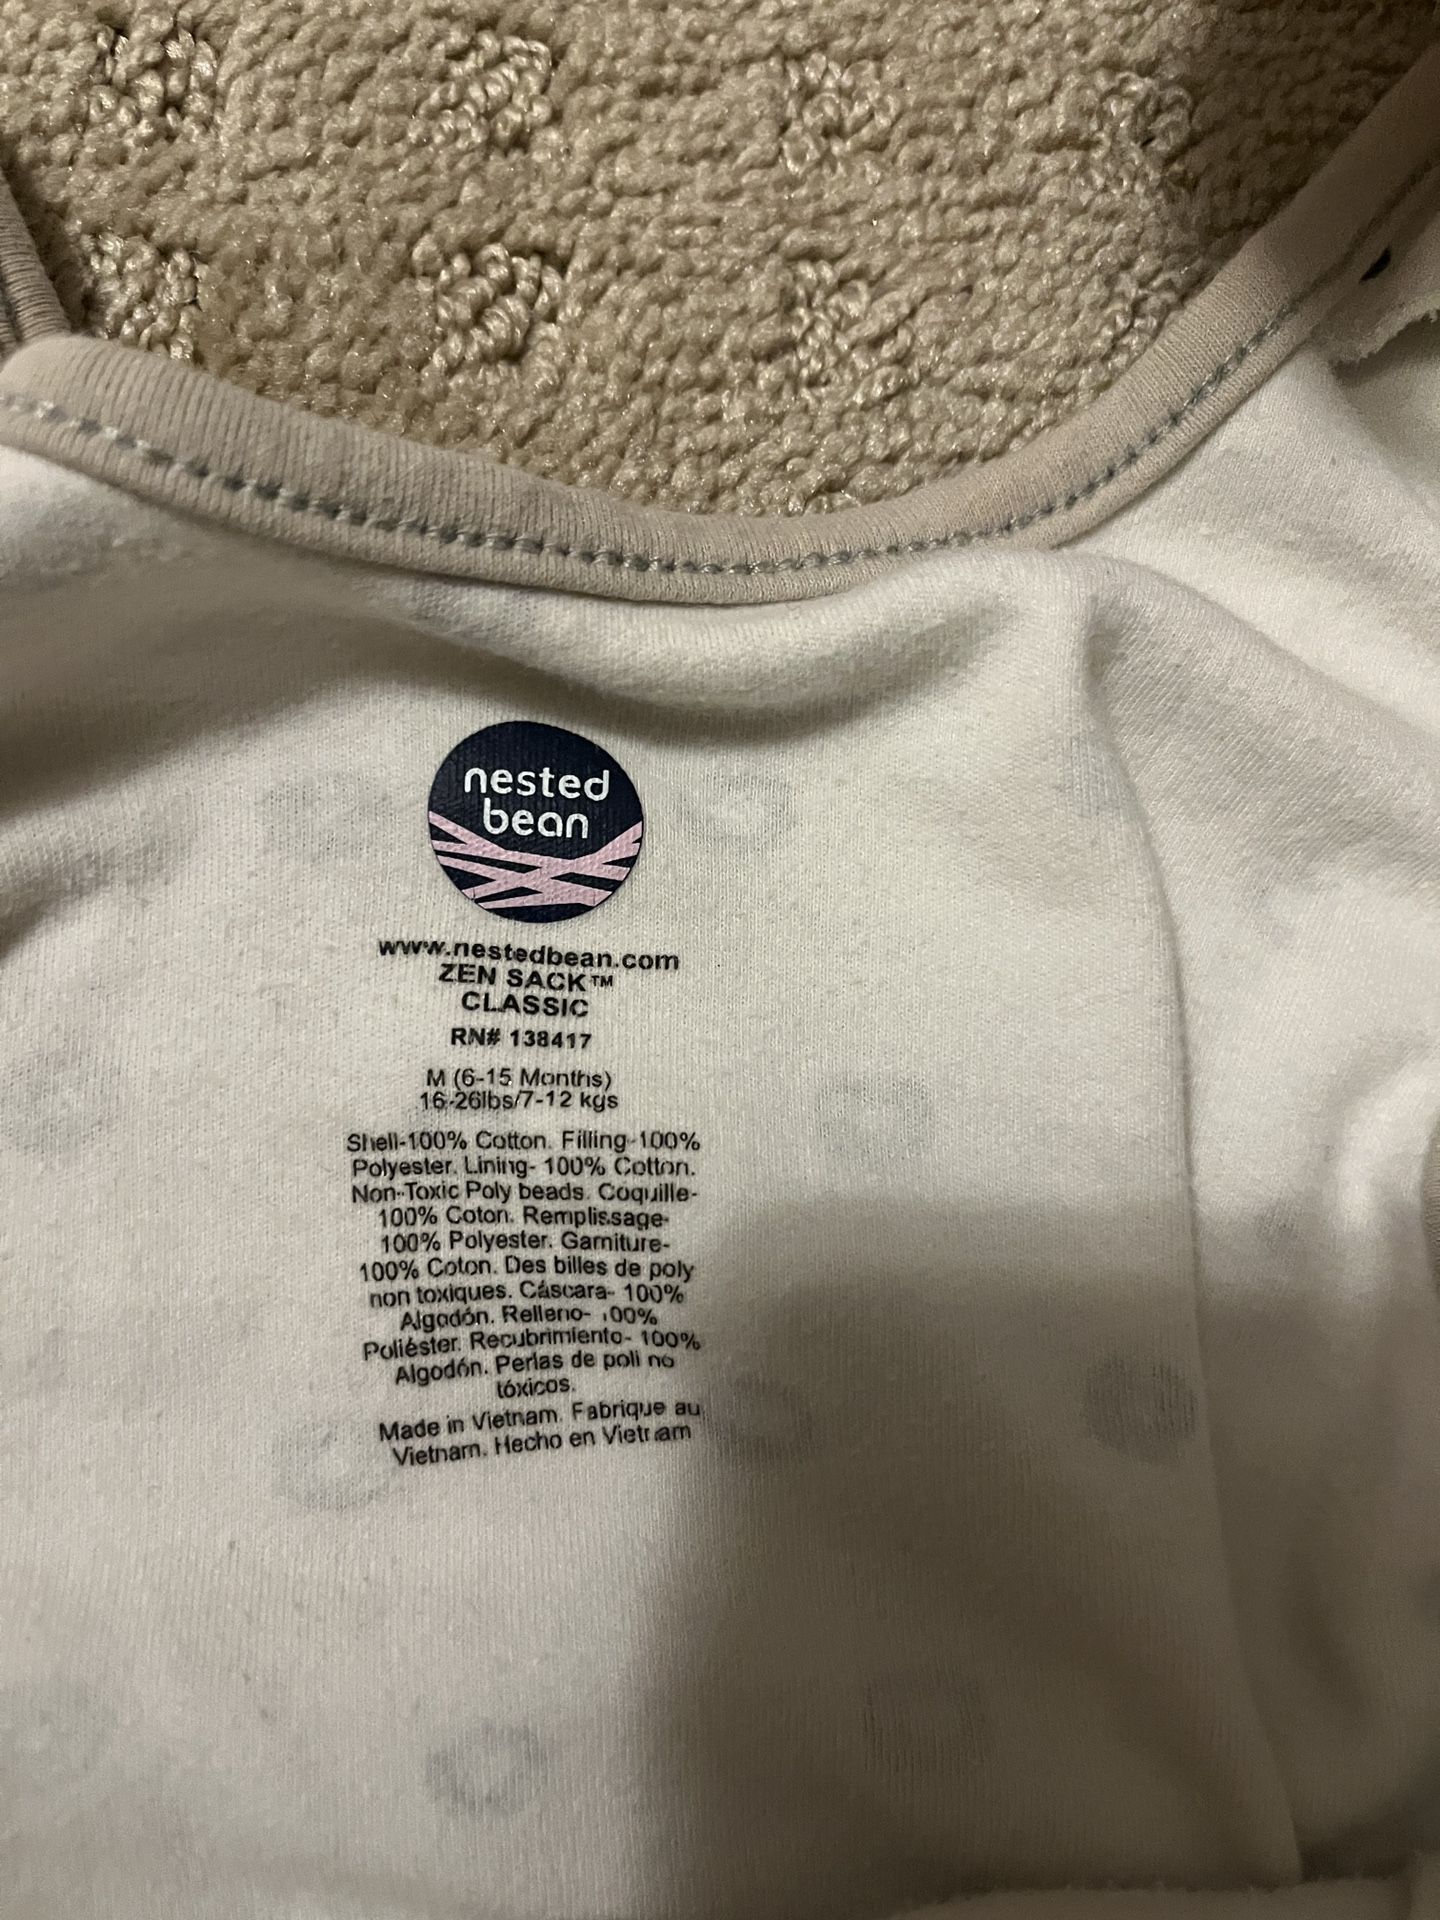 nested
bean
www.nestedbean.com
ZEN SACK™
CLASSIC
RN# 138417
M (6-15 Months)
16-26lbs/7-12 kgs
Shell-100% Cotton. Filling-100%
Polyester. Lining- 100% Cotton.
Non-Toxic Poly beads. Coquille-
100% Coton. Remplissage-
100% Polyester. Garniture-
100% Coton. Des billes de poly
non toxiques. Cáscara- 100%
Algodón. Relleno- 100%
Poliéster. Recubrimiento- 100%
Algodón. Perlas de poli no
tóxicos.
Made in Vietnam. Fabrique au
Vietnam. Hecho en Vietnam